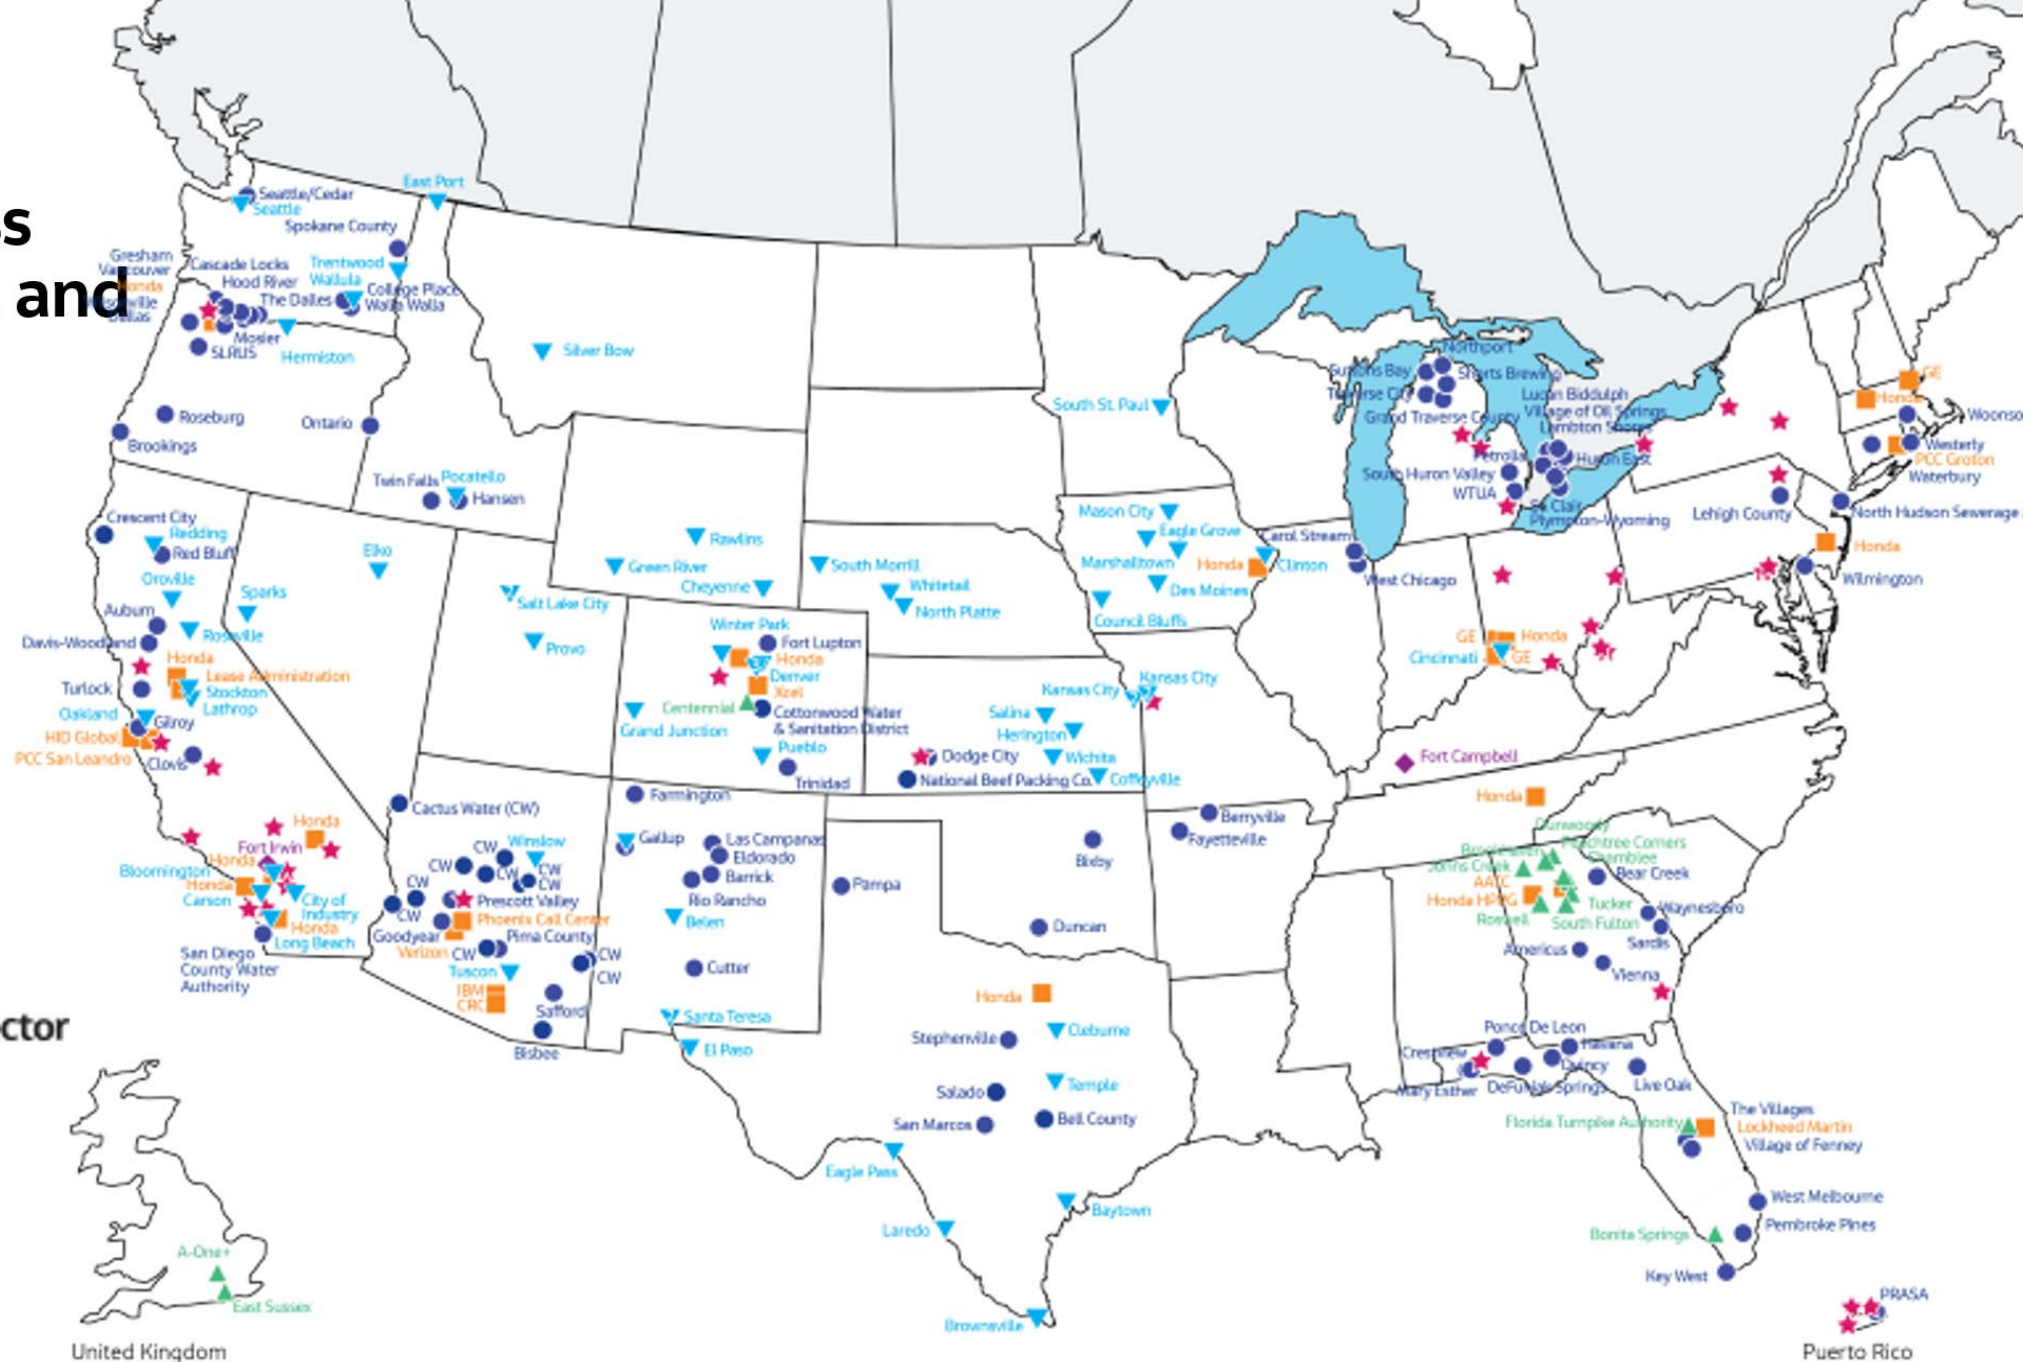 ss
and
ctor
East Port
Seattle/Cedar
Seattle
Spokane County
Gresham
Vancouver
Honda
Wilsonville
Dallas
Cascade Locks
Hood River
The Dalles
Trentwood
Wallula
College Place
Walla Walla
Mosier
SLRUS
Hermiston
Silver Bow
Roseburg
Brookings
Ontario
Twin Falls
Pocatello
Hansen
Crescent City
Redding
Red Bluff
Oroville
Auburn
Davis-Woodland
Roseville
Sparks
Elko
Honda
Lease Administration
Stockton
Lathrop
Turlock
Oakland
Gilroy
HID Global
PCC San Leandro
Clovis
Honda
Fort Irwin
Honda
Bloomington
Honda
Carson
City of
Industry
Honda
Long Beach
San Diego
County Water
Authority
Salt Lake City
Provo
Rawlins
Green River
Cheyenne
South Morrill
Whitetail
North Platte
Winter Park
Fort Lupton
Honda
Denver
Xcel
Centennial
Cottonwood Water
& Sanitation District
Grand Junction
Pueblo
Trinidad
Cactus Water (CW)
CW
Winslow
CW
CW
CW
CW
CW
CW
Prescott Valley
Phoenix Call Center
Goodyear
Verizon
Pima County
CW
CW
CW
Tuscon
IBM
CRC
Safford
Bisbee
Farmington
Gallup
Las Campanas
Eldorado
Barrick
Rio Rancho
Belen
Cutter
Santa Teresa
El Paso
South St. Paul
Mason City
Eagle Grove
Marshalltown
Des Moines
Council Bluffs
Honda
Clinton
Carol Stream
West Chicago
Kansas City
Kansas City
Salina
Herington
Wichita
Coffeyville
Dodge City
National Beef Packing Co.
Pampa
Bixby
Duncan
Berryville
Fayetteville
Honda
Cleburne
Stephenville
Temple
Salado
San Marcos
Bell County
Eagle Pass
Laredo
Baytown
Brownsville
Northport
Suttons Bay
Shorts Brewing
Traverse City
Grand Traverse County
Lucan Biddulph
Village of Oil Springs
Lambton Shores
Petrolia
Huron East
South Huron Valley
WTUA
St Clair
Plympton-Wyoming
GE
Honda
Woonso
Westerly
PCC Groton
Waterbury
Lehigh County
North Hudson Sewerage
Honda
Wilmington
GE
Honda
Cincinnati
GE
Fort Campbell
Honda
Dunwoody
Peachtree Corners
Brookhaven
Chamblee
Johns Creek
AATC
Bear Creek
Honda HPPG
Roswell
Tucker
South Fulton
Waynesboro
Sardis
Americus
Vienna
Ponce De Leon
Crestview
Havana
Quincy
Mary Esther
DeFuniak Springs
Live Oak
Florida Turnpike Authority
The Villages
Lockheed Martin
Village of Fenney
West Melbourne
Pembroke Pines
Bonita Springs
Key West
PRASA
Puerto Rico
A-One+
East Sussex
United Kingdom